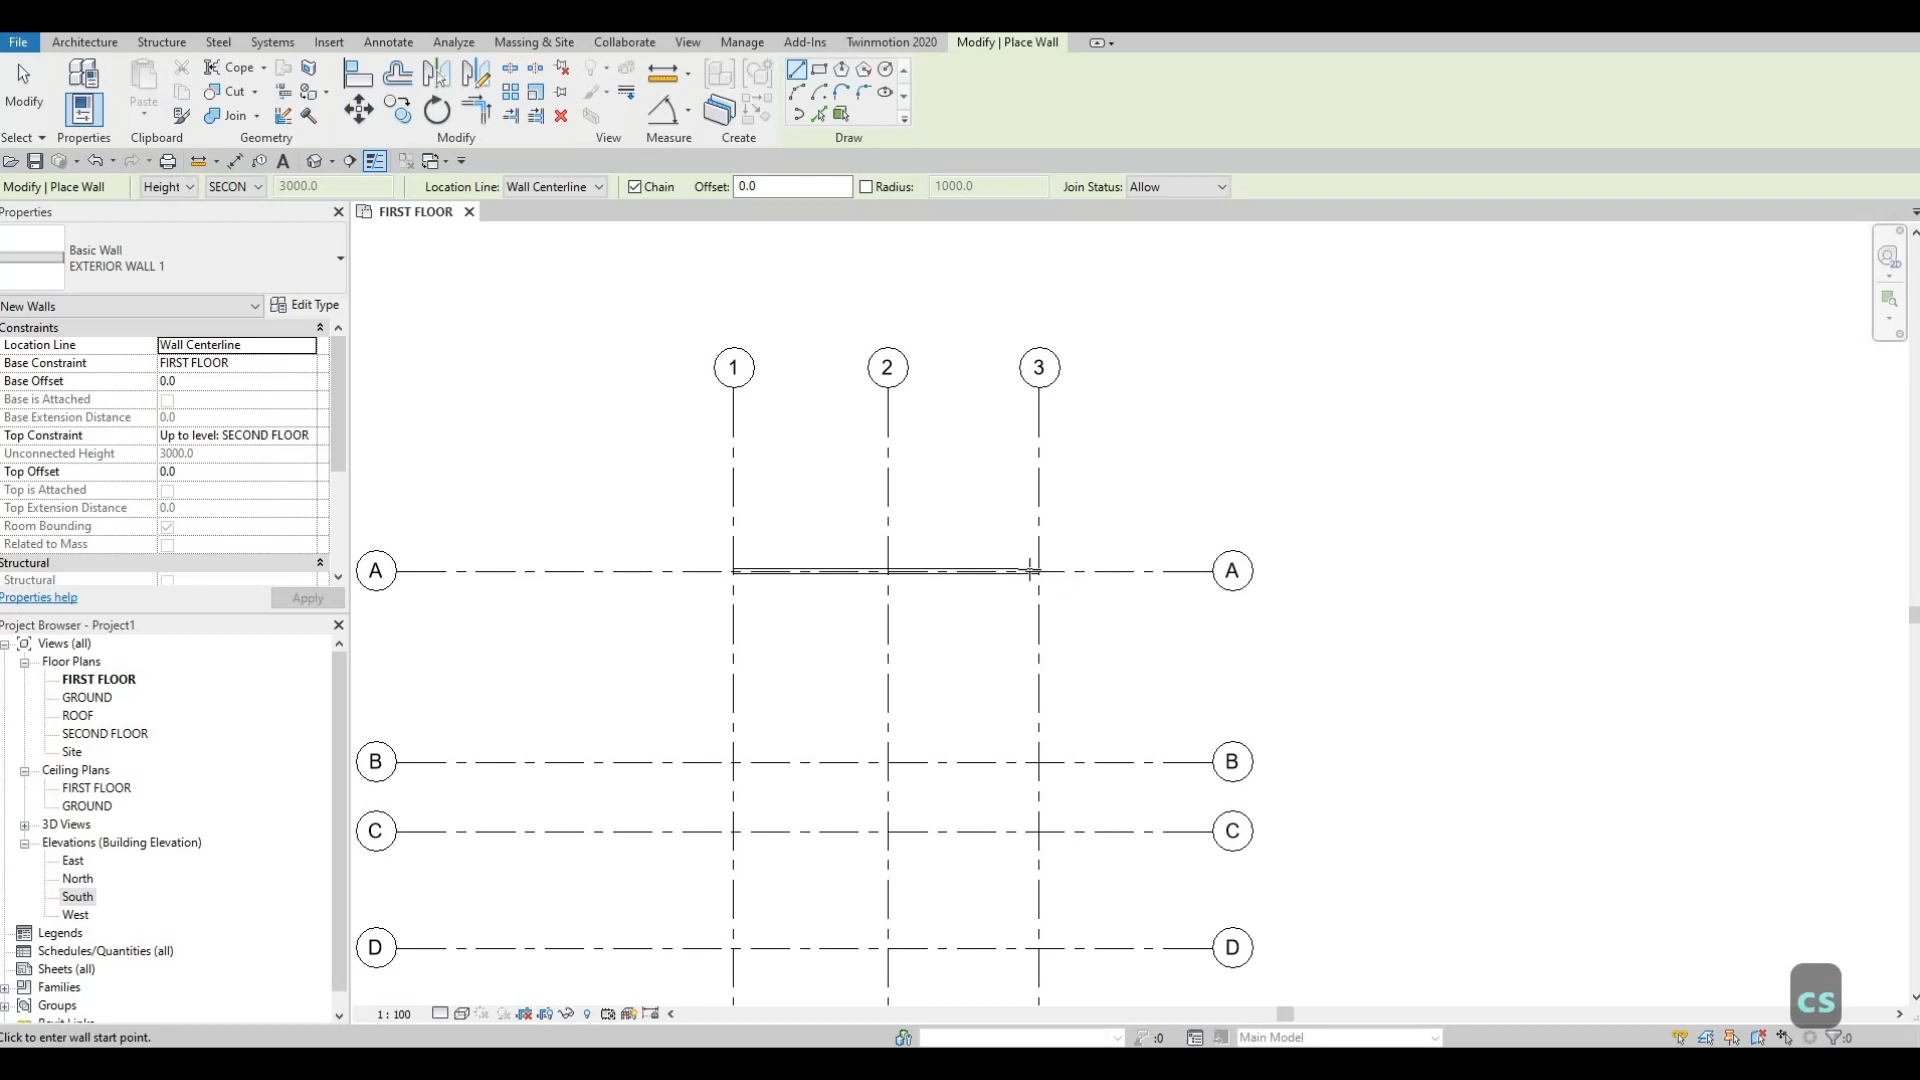 File Architecture Structure Steel Systems Insert Annotate Analyze Massing & Site Collaborate View Manage Add-Ins Twinmotion 2020 Modify | Place Wall
Cope
Modify Paste Cut
Join
Select Properties Clipboard Geometry Modify View Measure Create Draw
A
Modify | Place Wall Height SECON 3000.0 Location Line: Wall Centerline Chain Offset: 0.0 Radius: 1000.0 Join Status: Allow
Properties
FIRST FLOOR
Basic Wall
EXTERIOR WALL 1
2D
New Walls Edit Type
Constraints
Location Line Wall Centerline
Base Constraint FIRST FLOOR
Base Offset 0.0
Base is Attached
Base Extension Distance 0.0
Top Constraint Up to level: SECOND FLOOR
Unconnected Height 3000.0
Top Offset 0.0
Top is Attached
Top Extension Distance 0.0
Room Bounding
Related to Mass
Structural
Structural
Properties help Apply
Project Browser - Project1
Views (all)
Floor Plans
FIRST FLOOR
GROUND
ROOF
SECOND FLOOR
Site
Ceiling Plans
FIRST FLOOR
GROUND
3D Views
Elevations (Building Elevation)
East
North
South
West
Legends
Schedules/Quantities (all)
Sheets (all)
Families
Groups
1 2 3
A A
B B
C C
D D
1 : 100
Click to enter wall start point.
:0
Main Model
:0
CS